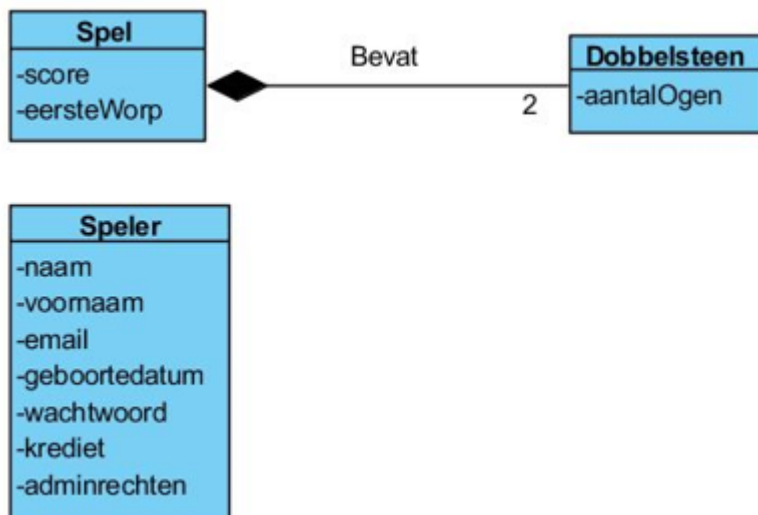 Spel
-score
-eersteWorp
Bevat
2
Dobbelsteen
-aantalOgen
Speler
-naam
-voornaam
-email
-geboortedatum
-wachtwoord
-krediet
-adminrechten